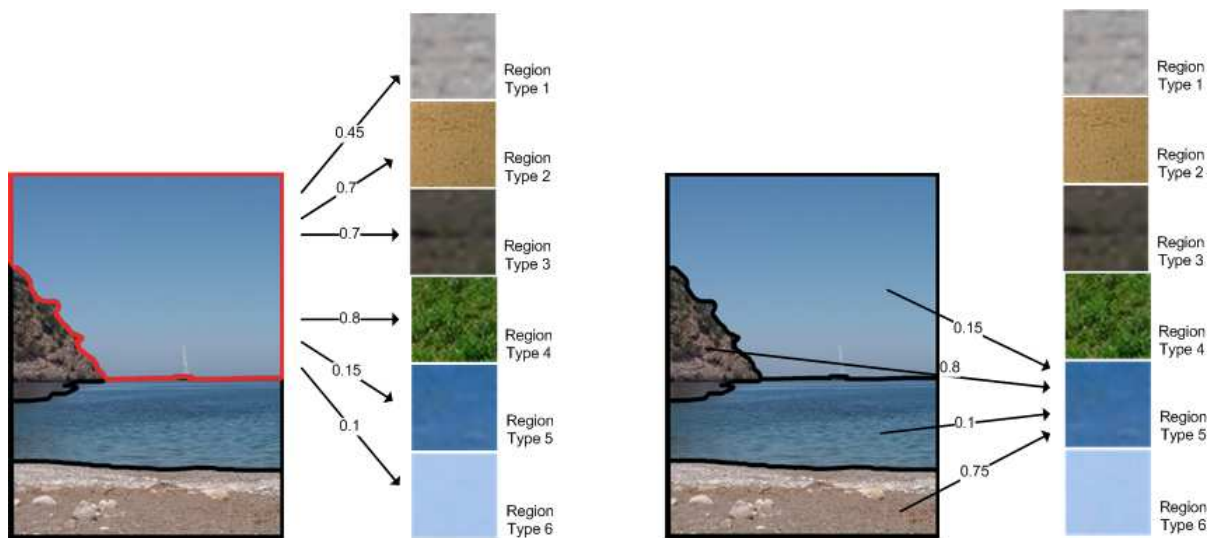 Region
Type 1
0.45
Region
Type 2
0.7
0.7
Region
Type 3
0.8
Region
Type 4
0.15
Region
Type 5
0.1
Region
Type 6
Region
Type 1
Region
Type 2
Region
Type 3
Region
Type 4
0.15
0.8
Region
Type 5
0.1
0.75
Region
Type 6